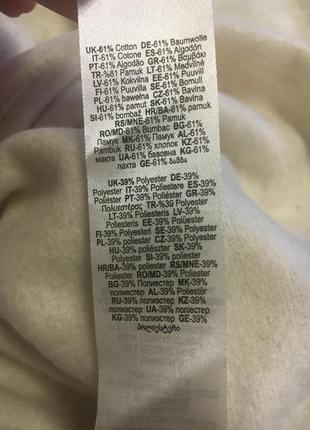 UK-61% Cotton DE-61% Baumwolle
IT-61% Cotone ES-61% Algodón
PT-61% Algodão GR-61% Βαμβάκι
TR-%61 Pamuk LT-61% Medvilnė
LV-61% Kokvilna EE-61% Puuvill
FI-61% Puuvilla SE-61% Bomull
PL-61% bawełna CZ-61% Bavlna
HU-61% pamut SK-61% Bavlna
SI-61% bombaž HR/BA-61% Pamuk
RS/MNE-61% Pamuk
RO/MD-61% Bumbac BG-61%
Памук MK-61% Памук AL-61%
Pambuk RU-61% хлопок KZ-61%
мақта UA-61% бавовна KG-61%
пахта GE-61% ბამბა
UK-39% Polyester DE-39%
Polyester IT-39% Poliestere ES-39%
Poliéster PT-39% Poliéster GR-39%
Πολυεστέρας TR-%39 Polyester
LT-39% Poliesteris LV-39%
Poliesteris EE-39% Polüester
FI-39% Polyesteri SE-39% Polyester
PL-39% poliester CZ-39% Polyester
HU-39% poliészter SK-39%
Polyester SI-39% Poliester
HR/BA-39% Poliester RS/MNE-39%
Poliester RO/MD-39% Poliester
BG-39% Полиестер MK-39%
полиестер AL-39% Poliestër
RU-39% полиэстер KZ-39%
полиэстер UA-39% поліестер
KG-39% полиэстер GE-39%
პოლიესტერი